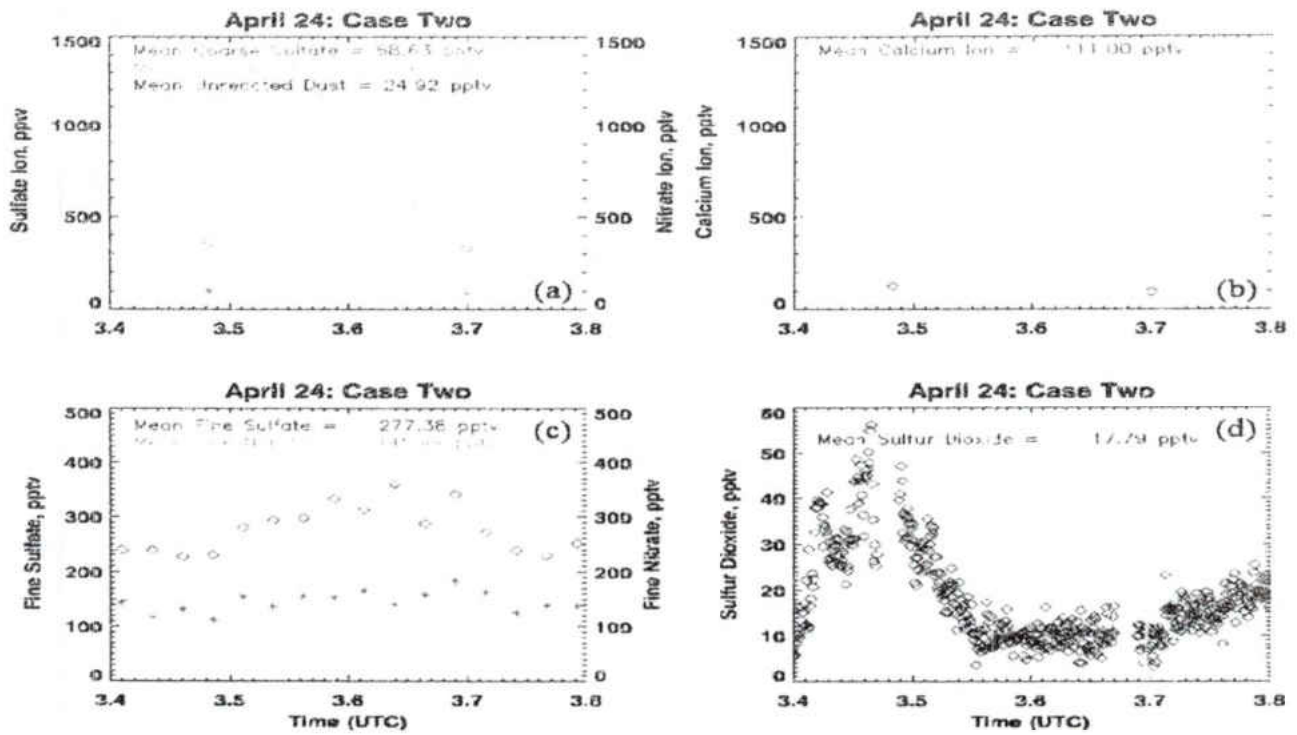 April 24: Case Two
1500
Mean Coarse Sulfate = 68.63 pptv
Mean Unreacted Dust = 24.92 pptv
1000
500
0
Sulfate Ion, pptv
1500
1000
500
0
Nitrate Ion, pptv
(a)
3.4 3.5 3.6 3.7 3.8
April 24: Case Two
1500
Mean Calcium Ion = 111.00 pptv
1000
500
0
Calcium Ion, pptv
(b)
3.4 3.5 3.6 3.7 3.8
April 24: Case Two
500
Mean Fine Sulfate = 277.38 pptv
(c)
400
300
200
100
0
Fine Sulfate, pptv
500
400
300
200
100
0
Fine Nitrate, pptv
3.4 3.5 3.6 3.7 3.8
Time (UTC)
April 24: Case Two
60
Mean Sulfur Dioxide = 17.79 pptv
(d)
50
40
30
20
10
0
Sulfur Dioxide, pptv
3.4 3.5 3.6 3.7 3.8
Time (UTC)